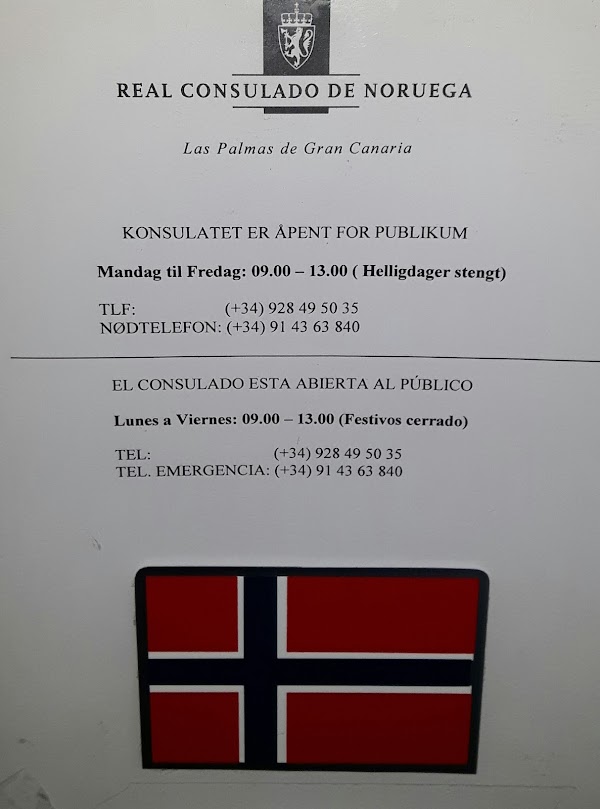 REAL CONSULADO DE NORUEGA
Las Palmas de Gran Canaria
KONSULATET ER ÅPENT FOR PUBLIKUM
Mandag til Fredag: 09.00 – 13.00 ( Helligdager stengt)
TLF: (+34) 928 49 50 35
NØDTELEFON: (+34) 91 43 63 840
EL CONSULADO ESTA ABIERTA AL PÚBLICO
Lunes a Viernes: 09.00 – 13.00 (Festivos cerrado)
TEL: (+34) 928 49 50 35
TEL. EMERGENCIA: (+34) 91 43 63 840